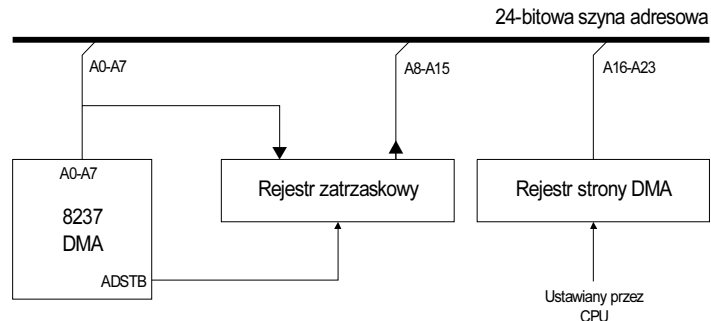 24-bitowa szyna adresowa
A0-A7
A8-A15
A16-A23
A0-A7
8237
DMA
ADSTB
Rejestr zatrzaskowy
Rejestr strony DMA
Ustawiany przez
CPU